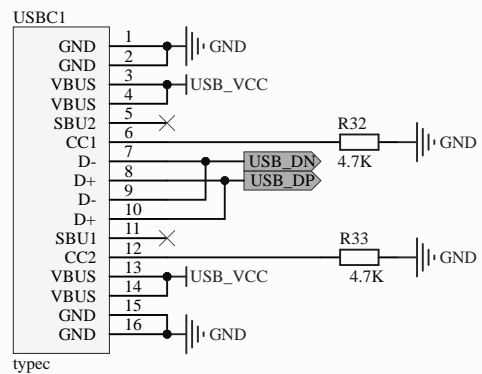 USBC1
GND 1 GND
GND 2
VBUS 3 USB_VCC
VBUS 4
SBU2 5
CC1 6 R32 4.7K GND
D- 7 USB_DN
D+ 8 USB_DP
D- 9
D+ 10
SBU1 11
CC2 12 R33 4.7K GND
VBUS 13 USB_VCC
VBUS 14
GND 15
GND 16 GND
typec